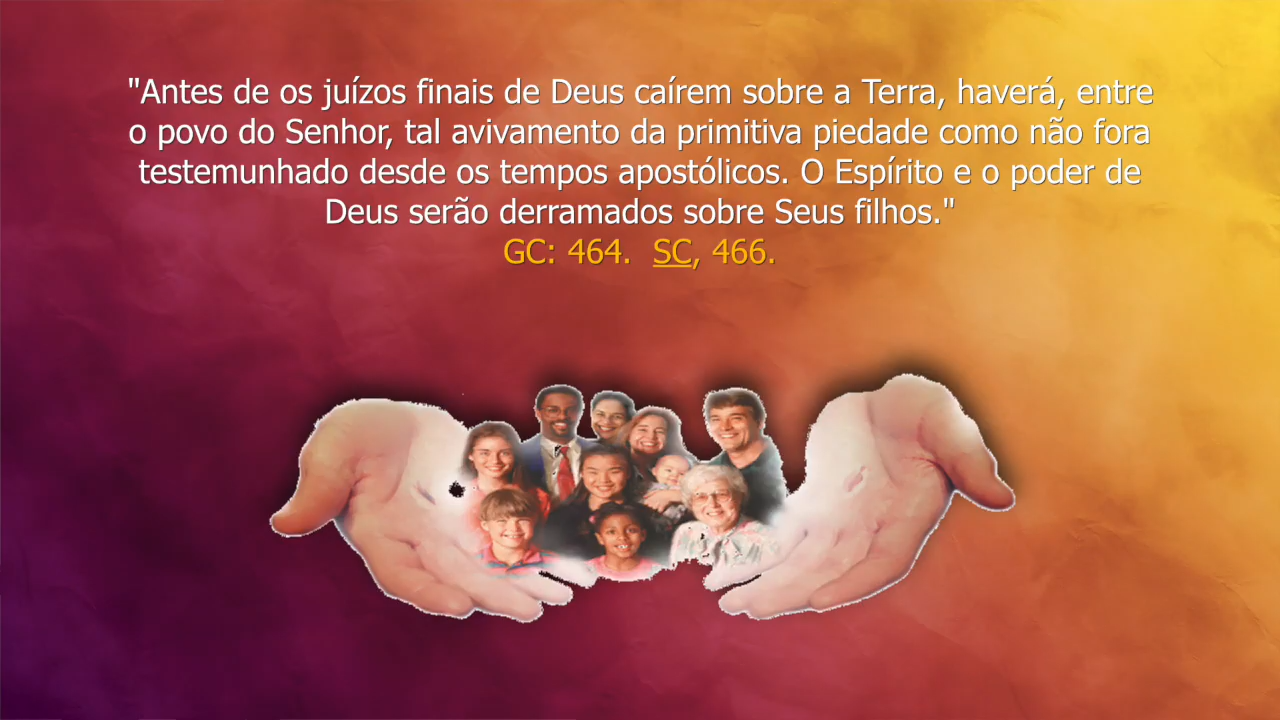 "Antes de os juízos finais de Deus caírem sobre a Terra, haverá, entre
o povo do Senhor, tal avivamento da primitiva piedade como não fora
testemunhado desde os tempos apostólicos. O Espírito e o poder de
Deus serão derramados sobre Seus filhos."
GC: 464.  SC, 466.